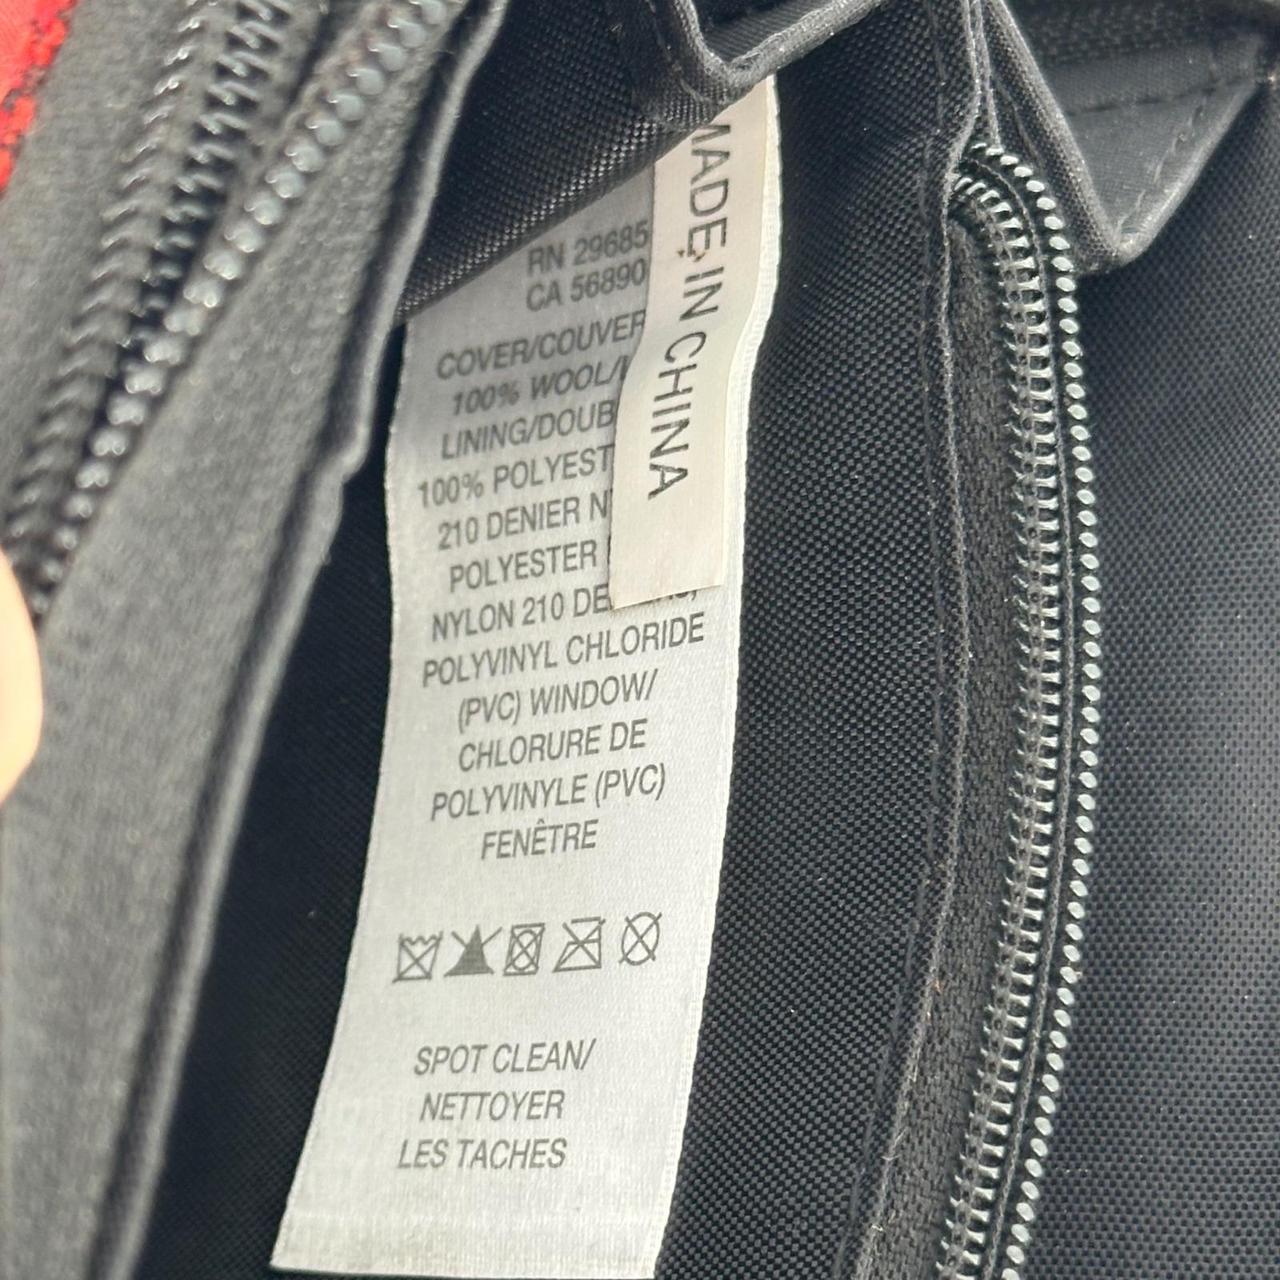 MADE IN CHINA
RN 29685
CA 56890
COVER/COUVER
100% WOOL/
LINING/DOUB
100% POLYEST
210 DENIER N
POLYESTER
NYLON 210 DE
POLYVINYL CHLORIDE
(PVC) WINDOW/
CHLORURE DE
POLYVINYLE (PVC)
FENÊTRE
SPOT CLEAN/
NETTOYER
LES TACHES